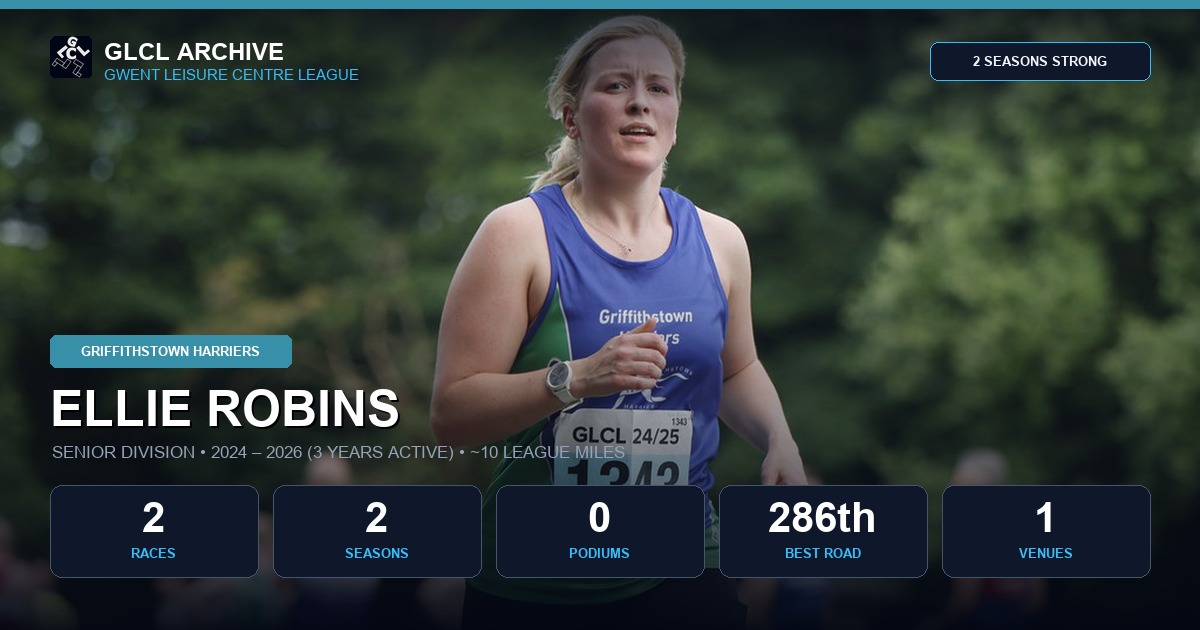 GLCL ARCHIVE
GWENT LEISURE CENTRE LEAGUE
2 SEASONS STRONG
Griffithstown
GRIFFITHSTOWN HARRIERS
ELLIE ROBINS
1343
GLCL 24/25
1343
SENIOR DIVISION • 2024 – 2026 (3 YEARS ACTIVE) • ~10 LEAGUE MILES
2
RACES
2
SEASONS
0
PODIUMS
286th
BEST ROAD
1
VENUES